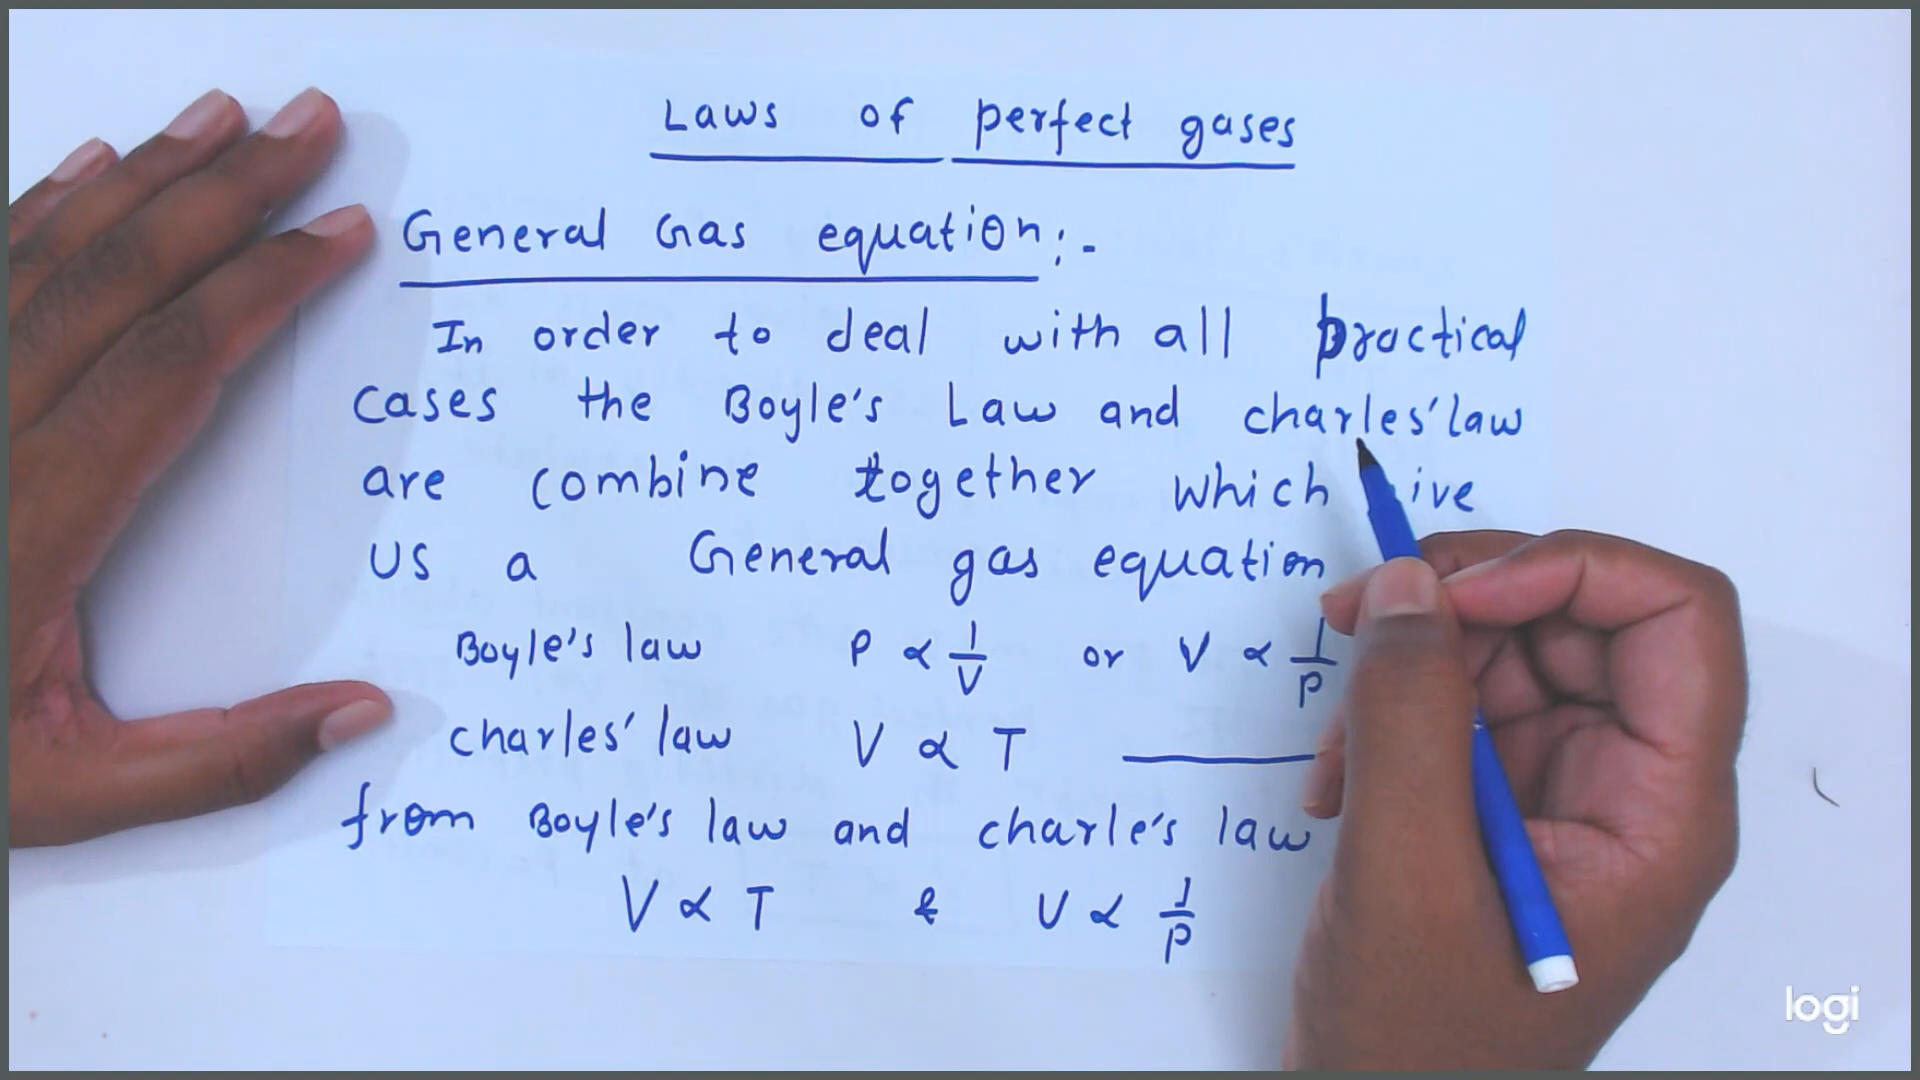 Laws of perfect gases
General Gas equation :-
In order to deal with all practical
cases the Boyle's Law and charles' law
are combine together which ive
us a General gas equation
Boyle's law P ∝ 1/V or V ∝ 1/P
charles' law V ∝ T
from Boyle's law and charle's law
V ∝ T & V ∝ 1/P
logi